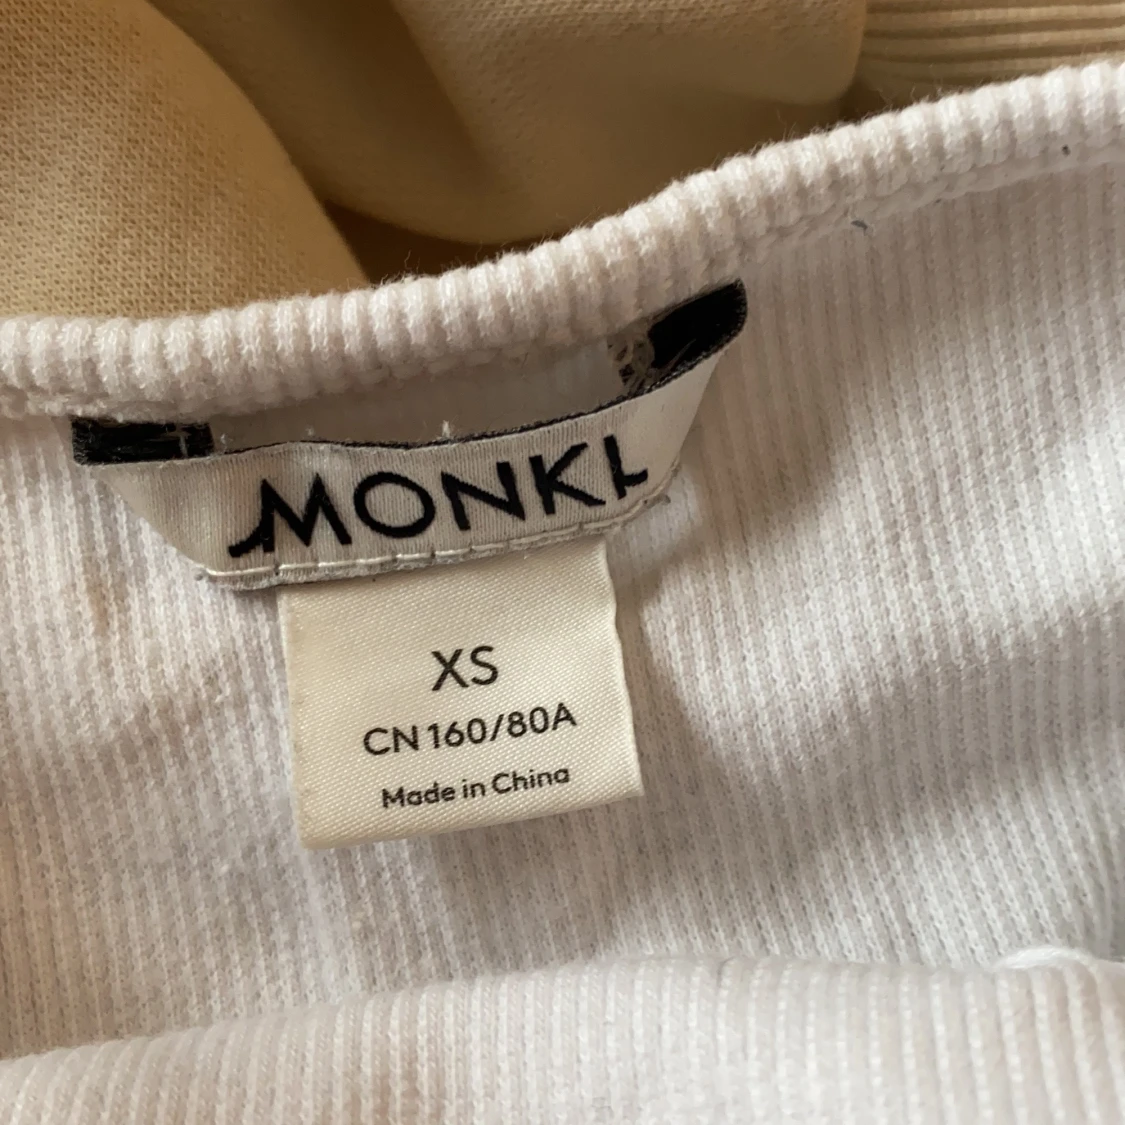 MONKI
XS
CN 160/80A
Made in China